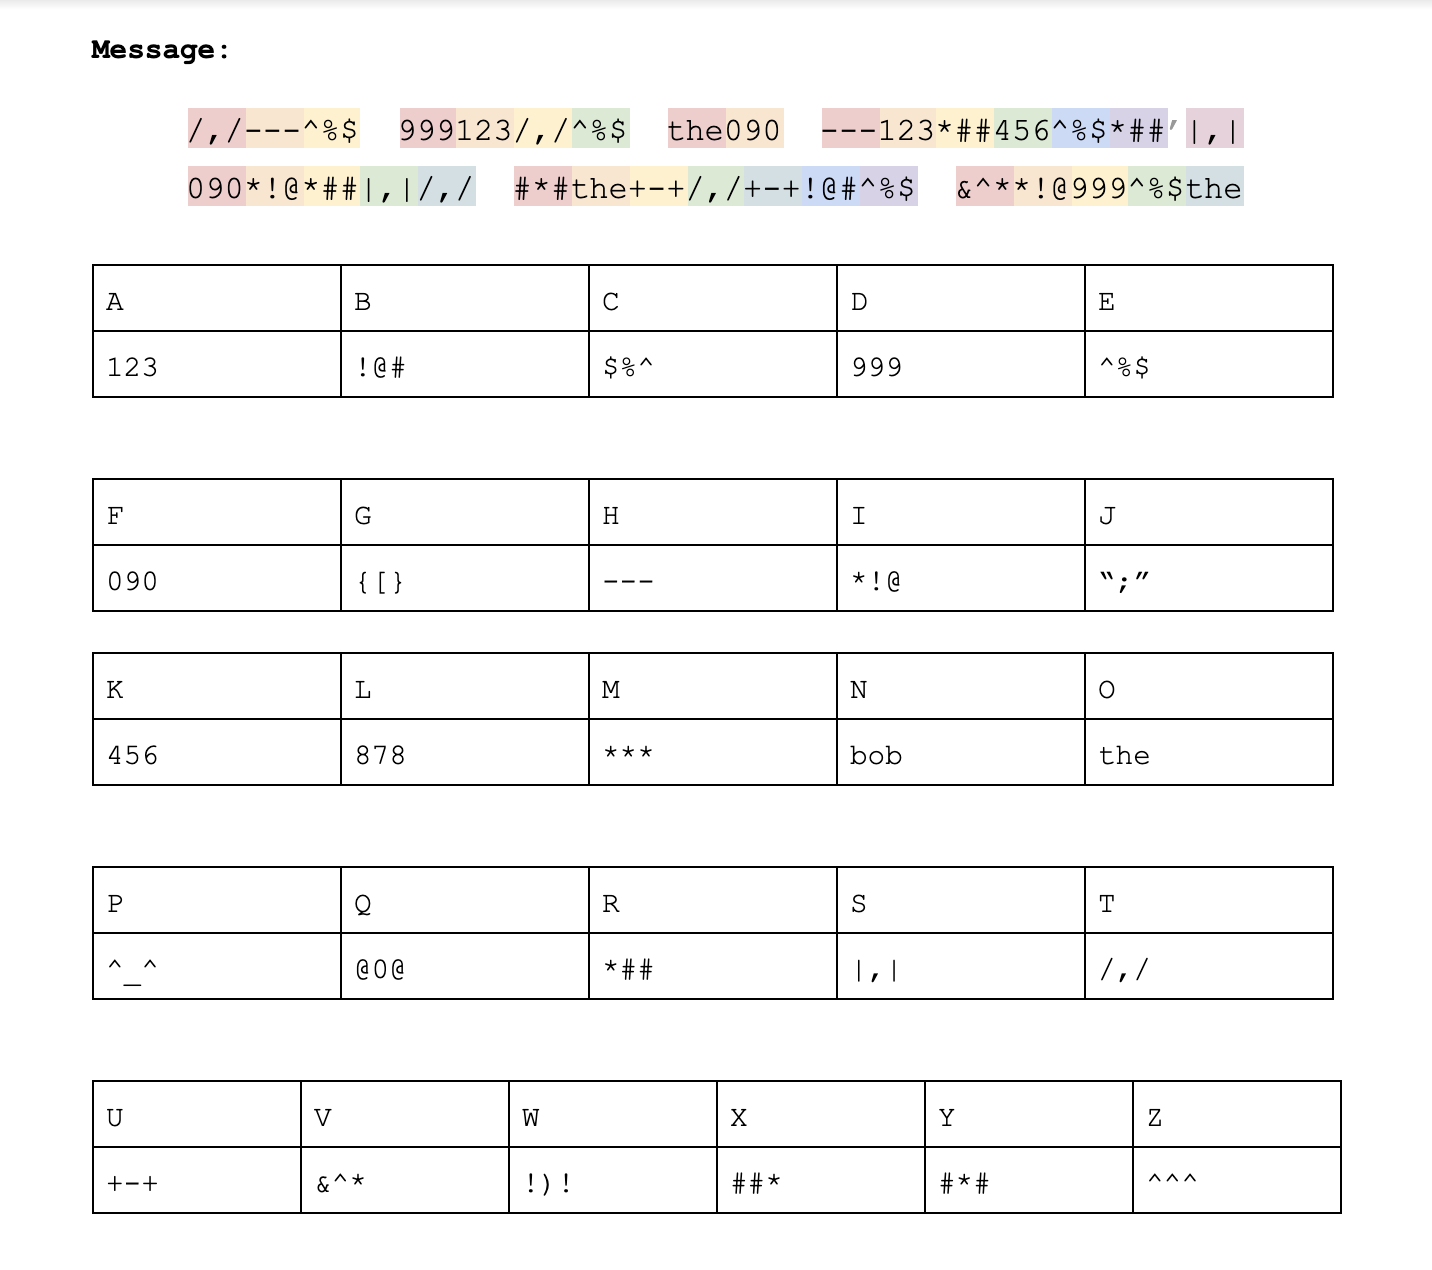 Message:
/,/---^%$ 999123/,/^%$ the090 ---123*##456^%$*##′|,|
090*!@*##|,|/,/ #*#the+-+/,/+-+!@#^%$ &^**!@999^%$the
A B C D E
123 !@# $%^ 999 ^%$
F G H I J
090 {[} --- *!@ “;”
K L M N O
456 878 *** bob the
P Q R S T
^_^ @0@ *## |,| /,/
U V W X Y Z
+-+ &^* !)! ##* #*# ^^^